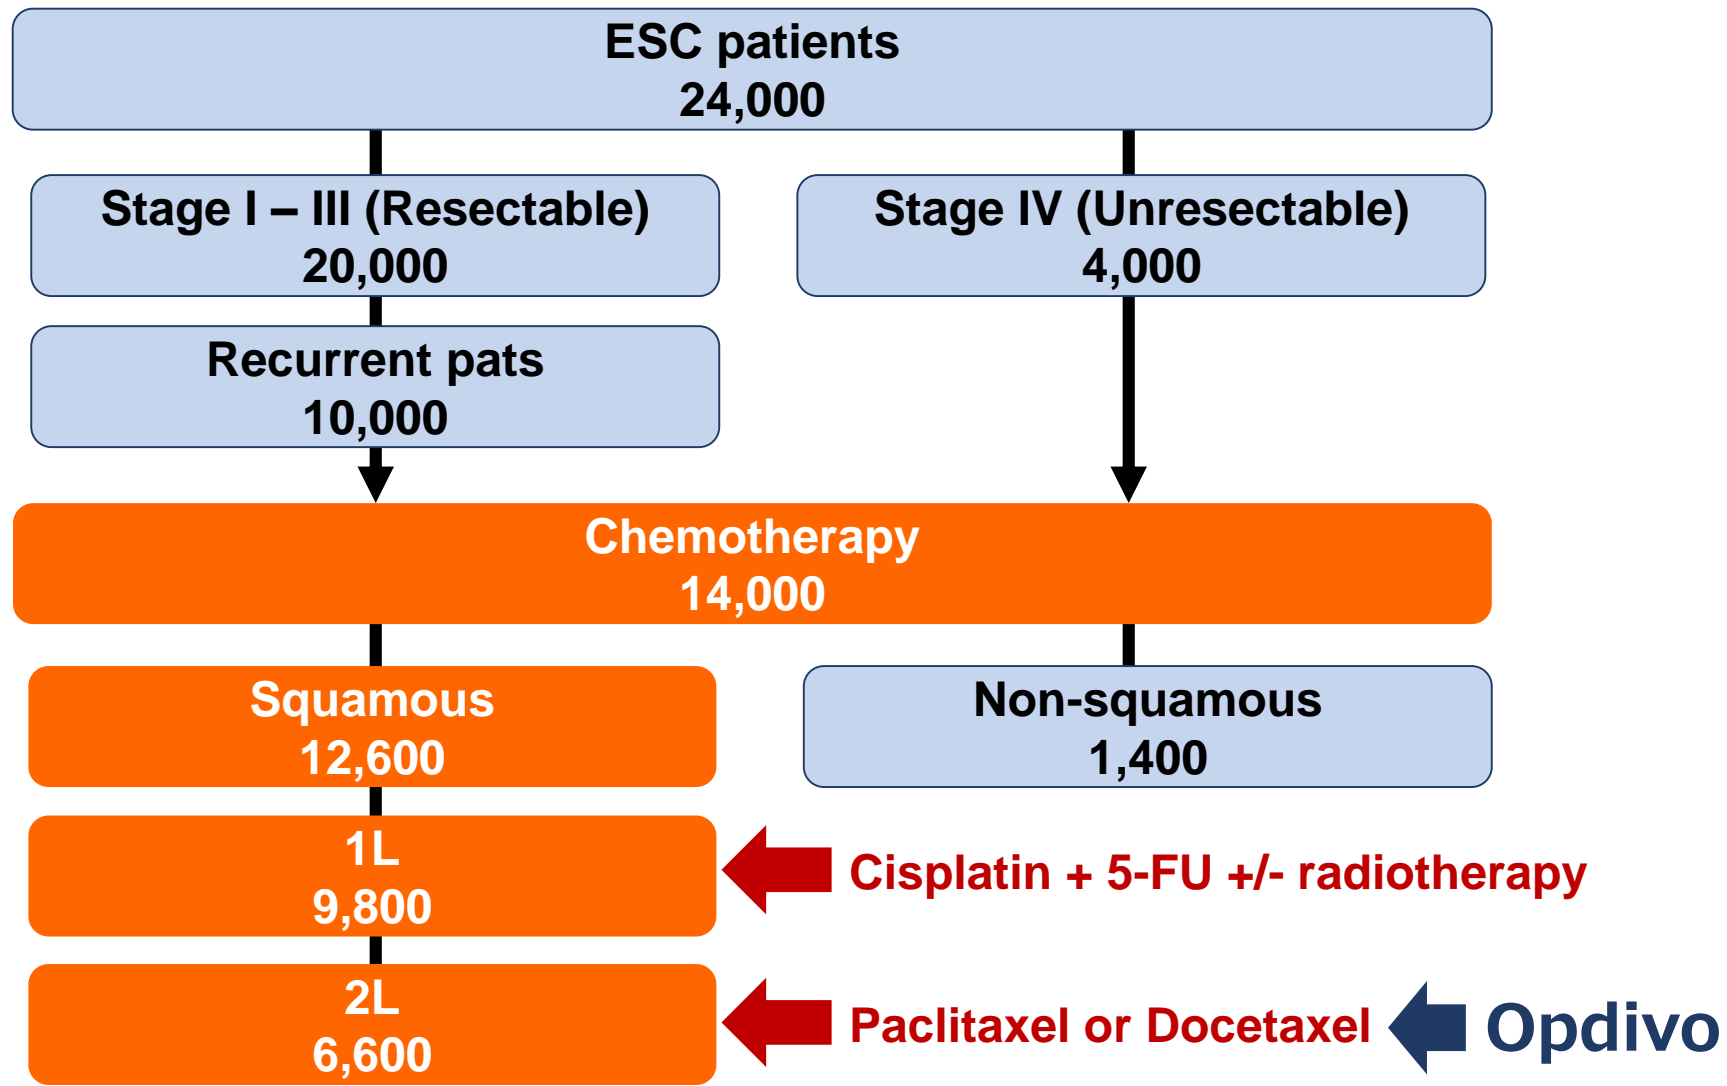 ESC patients
24,000
Stage I – III (Resectable)
20,000
Stage IV (Unresectable)
4,000
Recurrent pats
10,000
Chemotherapy
14,000
Squamous
12,600
Non-squamous
1,400
1L
9,800
Cisplatin + 5-FU +/- radiotherapy
2L
6,600
Paclitaxel or Docetaxel
Opdivo